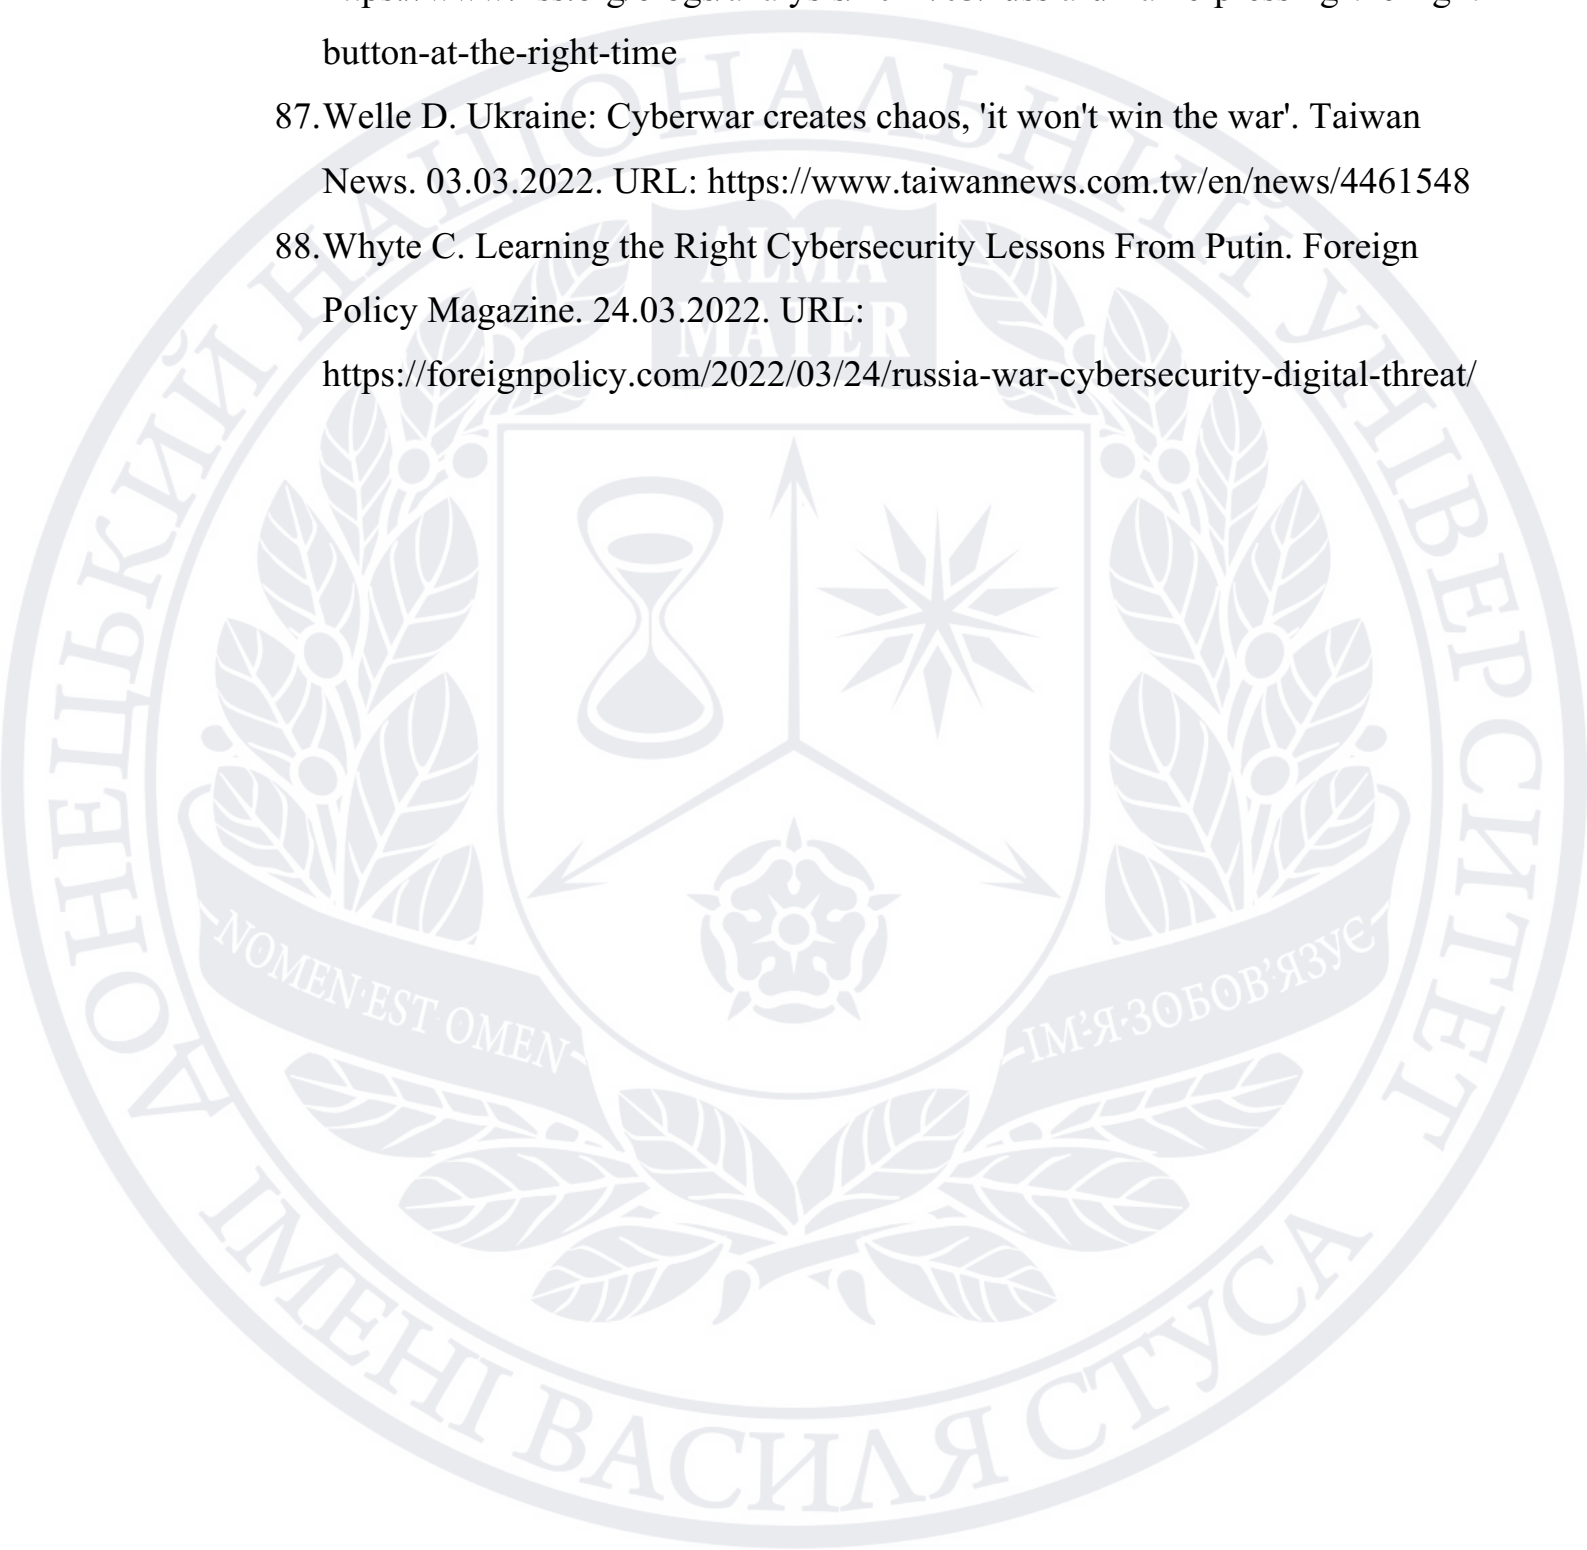 button-at-the-right-time
87.Welle D. Ukraine: Cyberwar creates chaos, 'it won't win the war'. Taiwan
News. 03.03.2022. URL: https://www.taiwannews.com.tw/en/news/4461548
88.Whyte C. Learning the Right Cybersecurity Lessons From Putin. Foreign
Policy Magazine. 24.03.2022. URL:
https://foreignpolicy.com/2022/03/24/russia-war-cybersecurity-digital-threat/
ДОНЕЦЬКИЙ НАЦІОНАЛЬНИЙ УНІВЕРСИТЕТ
ALMA
MATER
NOMEN·EST·OMEN
ІМ'Я·ЗОБОВ'ЯЗУЄ
ІМЕНІ ВАСИЛЯ СТУСА